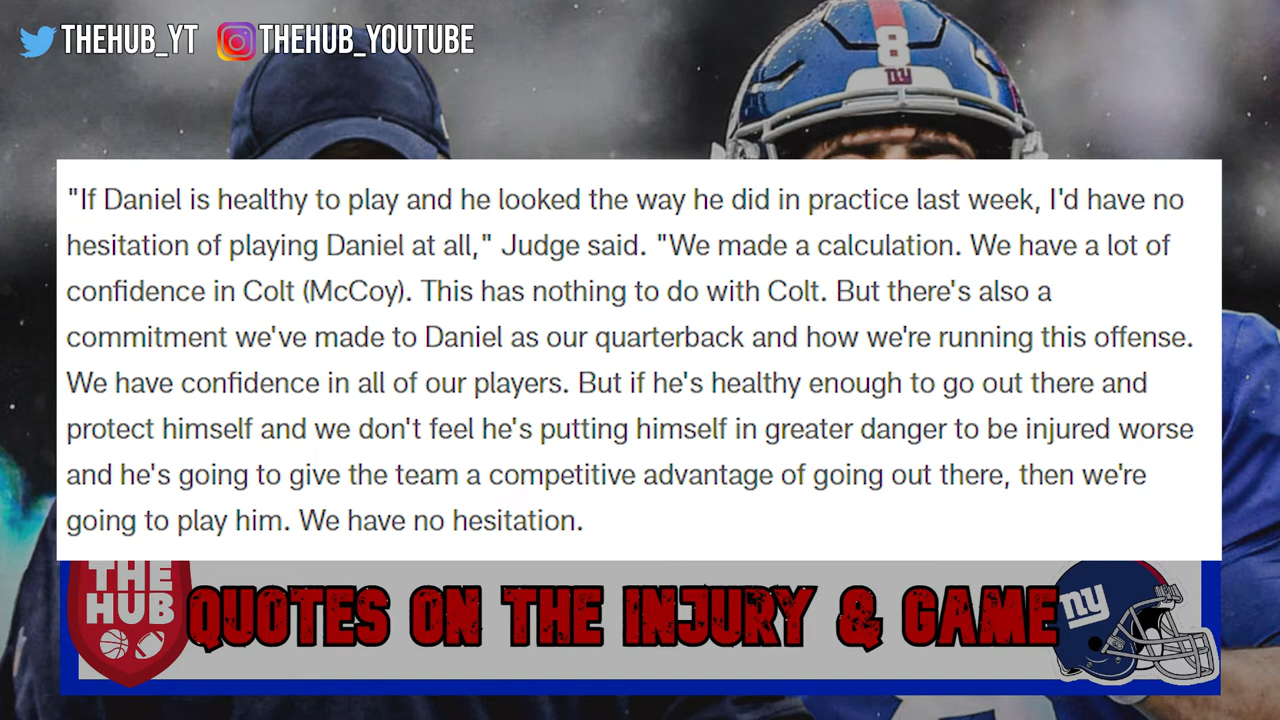 THEHUB_YT THEHUB_YOUTUBE
8
ny
"If Daniel is healthy to play and he looked the way he did in practice last week, I'd have no
hesitation of playing Daniel at all," Judge said. "We made a calculation. We have a lot of
confidence in Colt (McCoy). This has nothing to do with Colt. But there's also a
commitment we've made to Daniel as our quarterback and how we're running this offense.
We have confidence in all of our players. But if he's healthy enough to go out there and
protect himself and we don't feel he's putting himself in greater danger to be injured worse
and he's going to give the team a competitive advantage of going out there, then we're
going to play him. We have no hesitation.
THE
HUB
QUOTES ON THE INJURY & GAME
ny